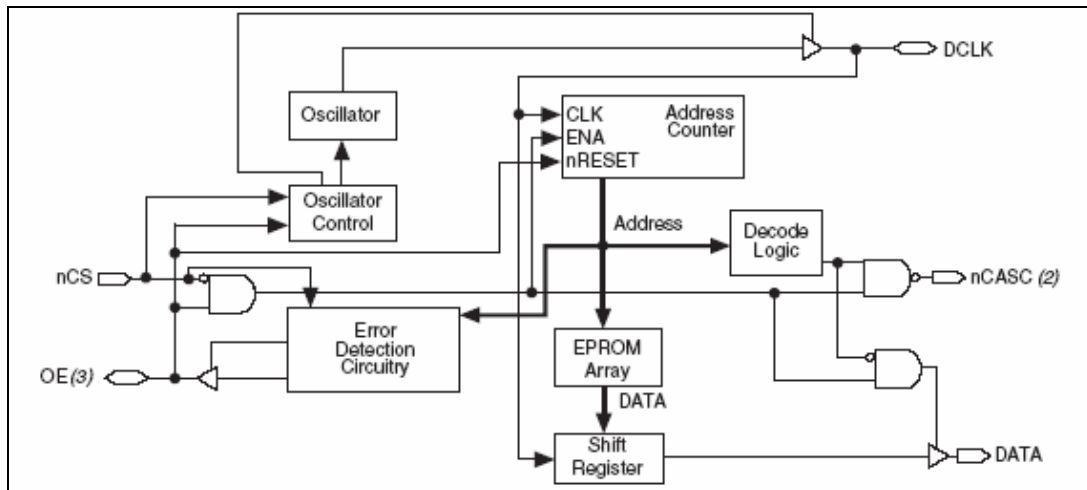 DCLK
CLK
Address
Counter
ENA
nRESET
Oscillator
Oscillator
Control
Address
Decode
Logic
nCS
nCASC (2)
Error
Detection
Circuitry
EPROM
Array
OE(3)
DATA
Shift
Register
DATA